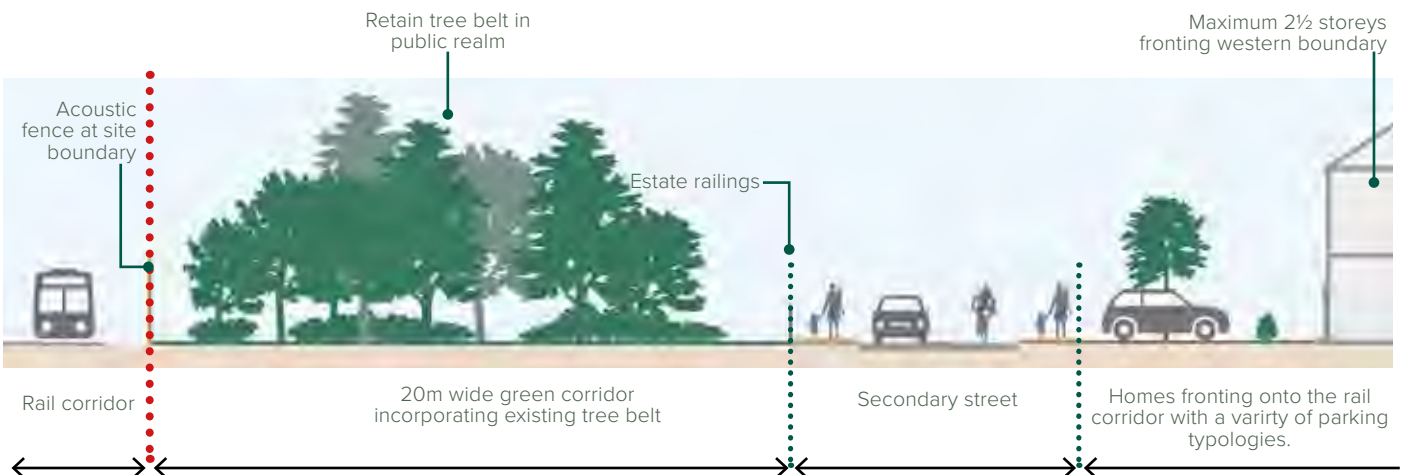 Retain tree belt in
public realm
Maximum 2½ storeys
fronting western boundary
Acoustic
fence at site
boundary
Estate railings
Rail corridor
20m wide green corridor
incorporating existing tree belt
Secondary street
Homes fronting onto the rail
corridor with a varirty of parking
typologies.